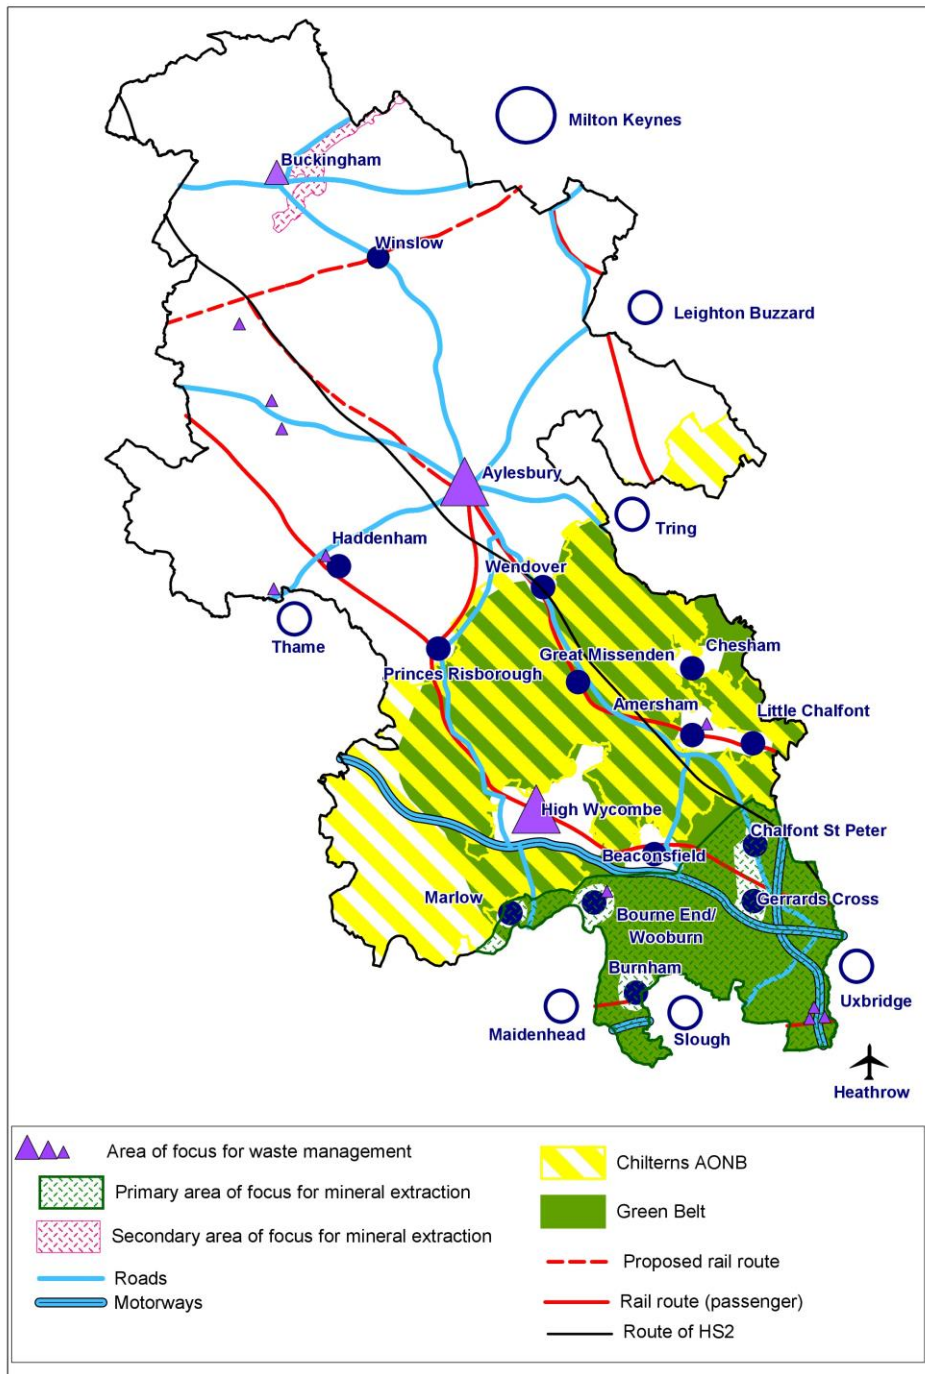 Milton Keynes
Buckingham
Winslow
Leighton Buzzard
Aylesbury
Tring
Haddenham
Wendover
Thame
Chesham
Great Missenden
Princes Risborough
Amersham
Little Chalfont
High Wycombe
Chalfont St Peter
Beaconsfield
Marlow
Gerrards Cross
Bourne End/
Wooburn
Burnham
Uxbridge
Maidenhead
Slough
Heathrow
Area of focus for waste management
Primary area of focus for mineral extraction
Secondary area of focus for mineral extraction
Roads
Motorways
Chilterns AONB
Green Belt
Proposed rail route
Rail route (passenger)
Route of HS2